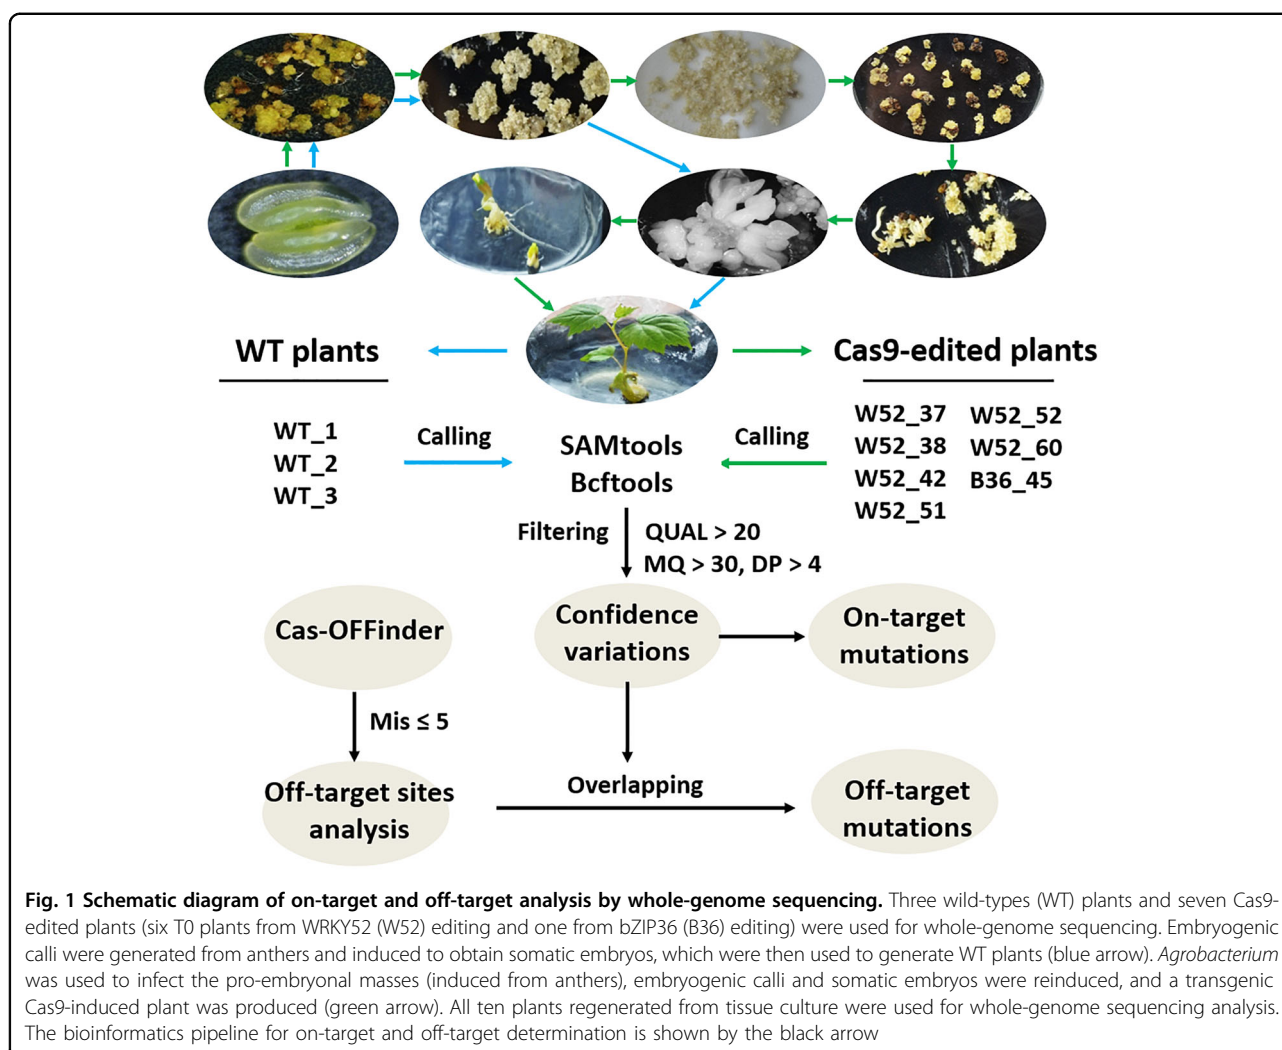 WT plants
Cas9-edited plants
WT_1
WT_2
WT_3
Calling
SAMtools
Bcftools
Calling
W52_37
W52_38
W52_42
W52_51
W52_52
W52_60
B36_45
Filtering
QUAL > 20
MQ > 30, DP > 4
Cas-OFFinder
Confidence
variations
On-target
mutations
Mis ≤ 5
Off-target sites
analysis
Overlapping
Off-target
mutations
Fig. 1 Schematic diagram of on-target and off-target analysis by whole-genome sequencing. Three wild-types (WT) plants and seven Cas9-
edited plants (six T0 plants from WRKY52 (W52) editing and one from bZIP36 (B36) editing) were used for whole-genome sequencing. Embryogenic
calli were generated from anthers and induced to obtain somatic embryos, which were then used to generate WT plants (blue arrow). Agrobacterium
was used to infect the pro-embryonal masses (induced from anthers), embryogenic calli and somatic embryos were reinduced, and a transgenic
Cas9-induced plant was produced (green arrow). All ten plants regenerated from tissue culture were used for whole-genome sequencing analysis.
The bioinformatics pipeline for on-target and off-target determination is shown by the black arrow